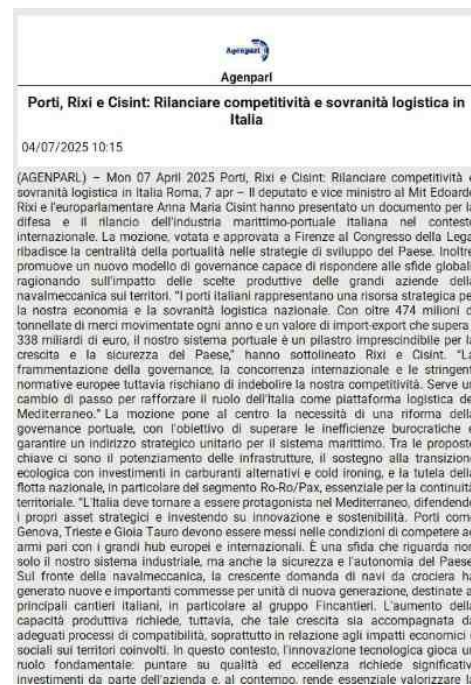 Agenparl
Agenparl
Porti, Rixi e Cisint: Rilanciare competitività e sovranità logistica in
Italia
04/07/2025 10:15
(AGENPARL) – Mon 07 April 2025 Porti, Rixi e Cisint: Rilanciare competitività e
sovranità logistica in Italia Roma, 7 apr – Il deputato e vice ministro al Mit Edoardo
Rixi e l'europarlamentare Anna Maria Cisint hanno presentato un documento per la
difesa e il rilancio dell'industria marittimo-portuale italiana nel contesto
internazionale. La mozione, votata e approvata a Firenze al Congresso della Lega
ribadisce la centralità della portualità nelle strategie di sviluppo del Paese. Inoltre
promuove un nuovo modello di governance capace di rispondere alle sfide globali
ragionando sull'impatto delle scelte produttive delle grandi aziende della
navalmeccanica sui territori. "I porti italiani rappresentano una risorsa strategica per
la nostra economia e la sovranità logistica nazionale. Con oltre 474 milioni di
tonnellate di merci movimentate ogni anno e un valore di import-export che supera i
338 miliardi di euro, il nostro sistema portuale è un pilastro imprescindibile per la
crescita e la sicurezza del Paese," hanno sottolineato Rixi e Cisint. "La
frammentazione della governance, la concorrenza internazionale e le stringenti
normative europee tuttavia rischiano di indebolire la nostra competitività. Serve un
cambio di passo per rafforzare il ruolo dell'Italia come piattaforma logistica del
Mediterraneo." La mozione pone al centro la necessità di una riforma della
governance portuale, con l'obiettivo di superare le inefficienze burocratiche e
garantire un indirizzo strategico unitario per il sistema marittimo. Tra le proposte
chiave ci sono il potenziamento delle infrastrutture, il sostegno alla transizione
ecologica con investimenti in carburanti alternativi e cold ironing, e la tutela della
flotta nazionale, in particolare del segmento Ro-Ro/Pax, essenziale per la continuità
territoriale. "L'Italia deve tornare a essere protagonista nel Mediterraneo, difendendo
i propri asset strategici e investendo su innovazione e sostenibilità. Porti come
Genova, Trieste e Gioia Tauro devono essere messi nelle condizioni di competere ad
armi pari con i grandi hub europei e internazionali. È una sfida che riguarda non
solo il nostro sistema industriale, ma anche la sicurezza e l'autonomia del Paese
Sul fronte della navalmeccanica, la crescente domanda di navi da crociera ha
generato nuove e importanti commesse per unità di nuova generazione, destinate ai
principali cantieri italiani, in particolare al gruppo Fincantieri. L'aumento della
capacità produttiva richiede, tuttavia, che tale crescita sia accompagnata da
adeguati processi di compatibilità, soprattutto in relazione agli impatti economici e
sociali sui territori coinvolti. In questo contesto, l'innovazione tecnologica gioca un
ruolo fondamentale: puntare su qualità ed eccellenza richiede significativi
investimenti da parte dell'azienda e, al contempo, rende essenziale valorizzare la